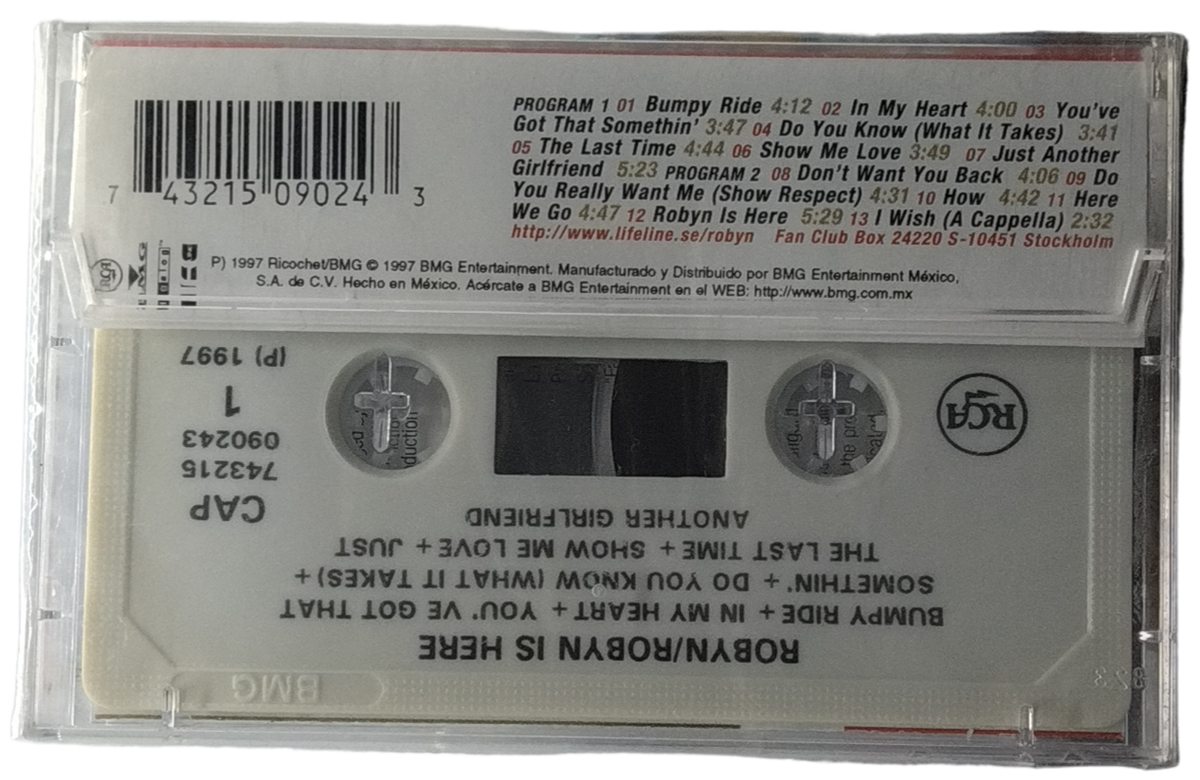 PROGRAM 1 01 Bumpy Ride 4:12 02 In My Heart 4:00 03 You've
Got That Somethin' 3:47 04 Do You Know (What It Takes) 3:41
05 The Last Time 4:44 06 Show Me Love 3:49 07 Just Another
Girlfriend 5:23 PROGRAM 2 08 Don't Want You Back 4:06 09 Do
You Really Want Me (Show Respect) 4:31 10 How 4:42 11 Here
We Go 4:47 12 Robyn Is Here 5:29 13 I Wish (A Cappella) 2:32
http://www.lifeline.se/robyn Fan Club Box 24220 S-10451 Stockholm
7 43215 09024 3
RCA BMG
P) 1997 Ricochet/BMG © 1997 BMG Entertainment. Manufacturado y Distribuido por BMG Entertainment México,
S.A. de C.V. Hecho en México. Acércate a BMG Entertainment en el WEB: http://www.bmg.com.mx
BMG
ROBYN/ROBYN IS HERE
BUMPY RIDE + IN MY HEART + YOU'VE GOT THAT
SOMETHIN'. + DO YOU KNOW (WHAT IT TAKES) +
THE LAST TIME + SHOW ME LOVE + JUST
ANOTHER GIRLFRIEND
CAP
743215
090243
1
(P) 1997
RCA
duction
the pro
823